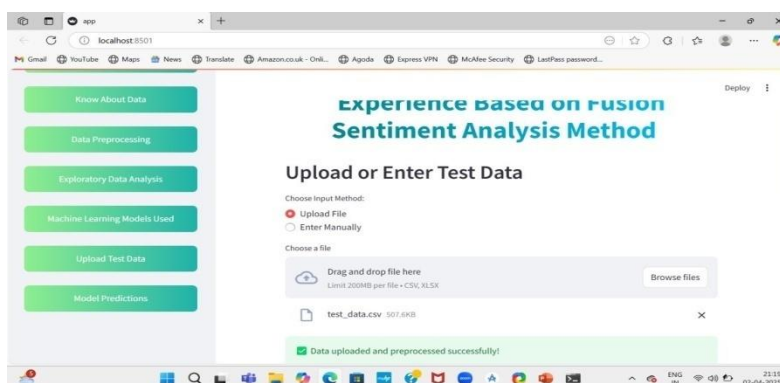 app
localhost:8501
Gmail YouTube Maps News Translate Amazon.co.uk - Onli... Agoda Express VPN McAfee Security LastPass password...
Deploy
Know About Data
Data Preprocessing
Exploratory Data Analysis
Machine Learning Models Used
Upload Test Data
Model Predictions
Experience Based on Fusion
Sentiment Analysis Method
Upload or Enter Test Data
Choose Input Method:
Upload File
Enter Manually
Choose a file
Drag and drop file here
Limit 200MB per file • CSV, XLSX
Browse files
test_data.csv 507.6KB
Data uploaded and preprocessed successfully!
ENG
IN